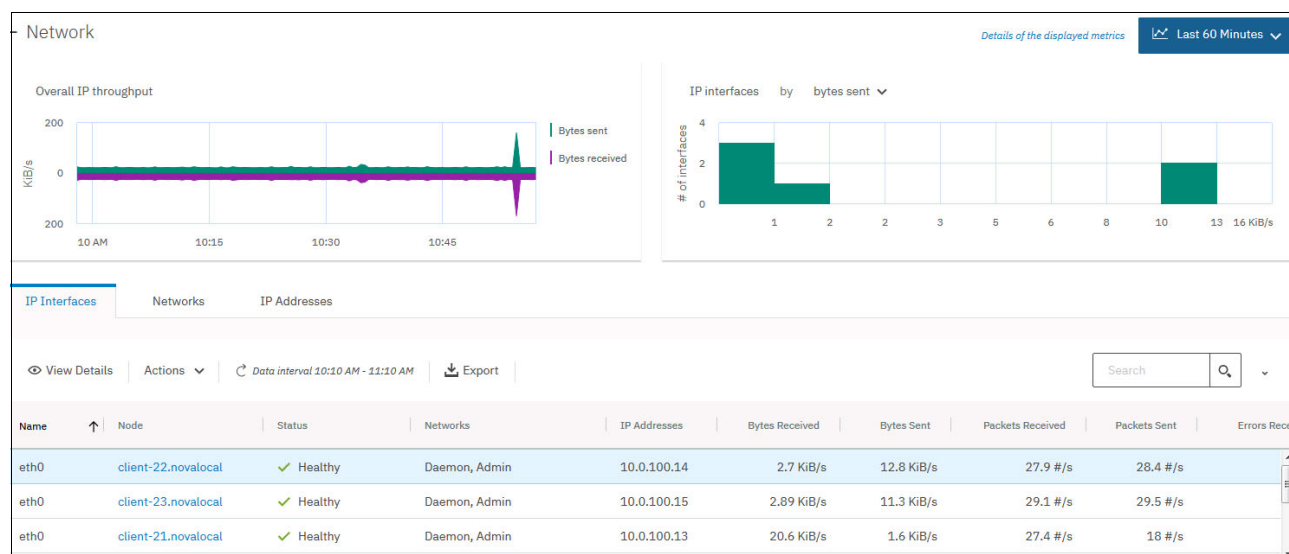 Network
Details of the displayed metrics
Last 60 Minutes
Overall IP throughput
200
0
200
KiB/s
10 AM 10:15 10:30 10:45
Bytes sent
Bytes received
IP interfaces by bytes sent
4
2
0
# of interfaces
1 2 2 3 5 6 8 10 13 16 KiB/s
IP Interfaces Networks IP Addresses
View Details Actions Data interval 10:10 AM - 11:10 AM Export Search
Name Node Status Networks IP Addresses Bytes Received Bytes Sent Packets Received Packets Sent Errors Rece
eth0 client-22.novalocal Healthy Daemon, Admin 10.0.100.14 2.7 KiB/s 12.8 KiB/s 27.9 #/s 28.4 #/s
eth0 client-23.novalocal Healthy Daemon, Admin 10.0.100.15 2.89 KiB/s 11.3 KiB/s 29.1 #/s 29.5 #/s
eth0 client-21.novalocal Healthy Daemon, Admin 10.0.100.13 20.6 KiB/s 1.6 KiB/s 27.4 #/s 18 #/s